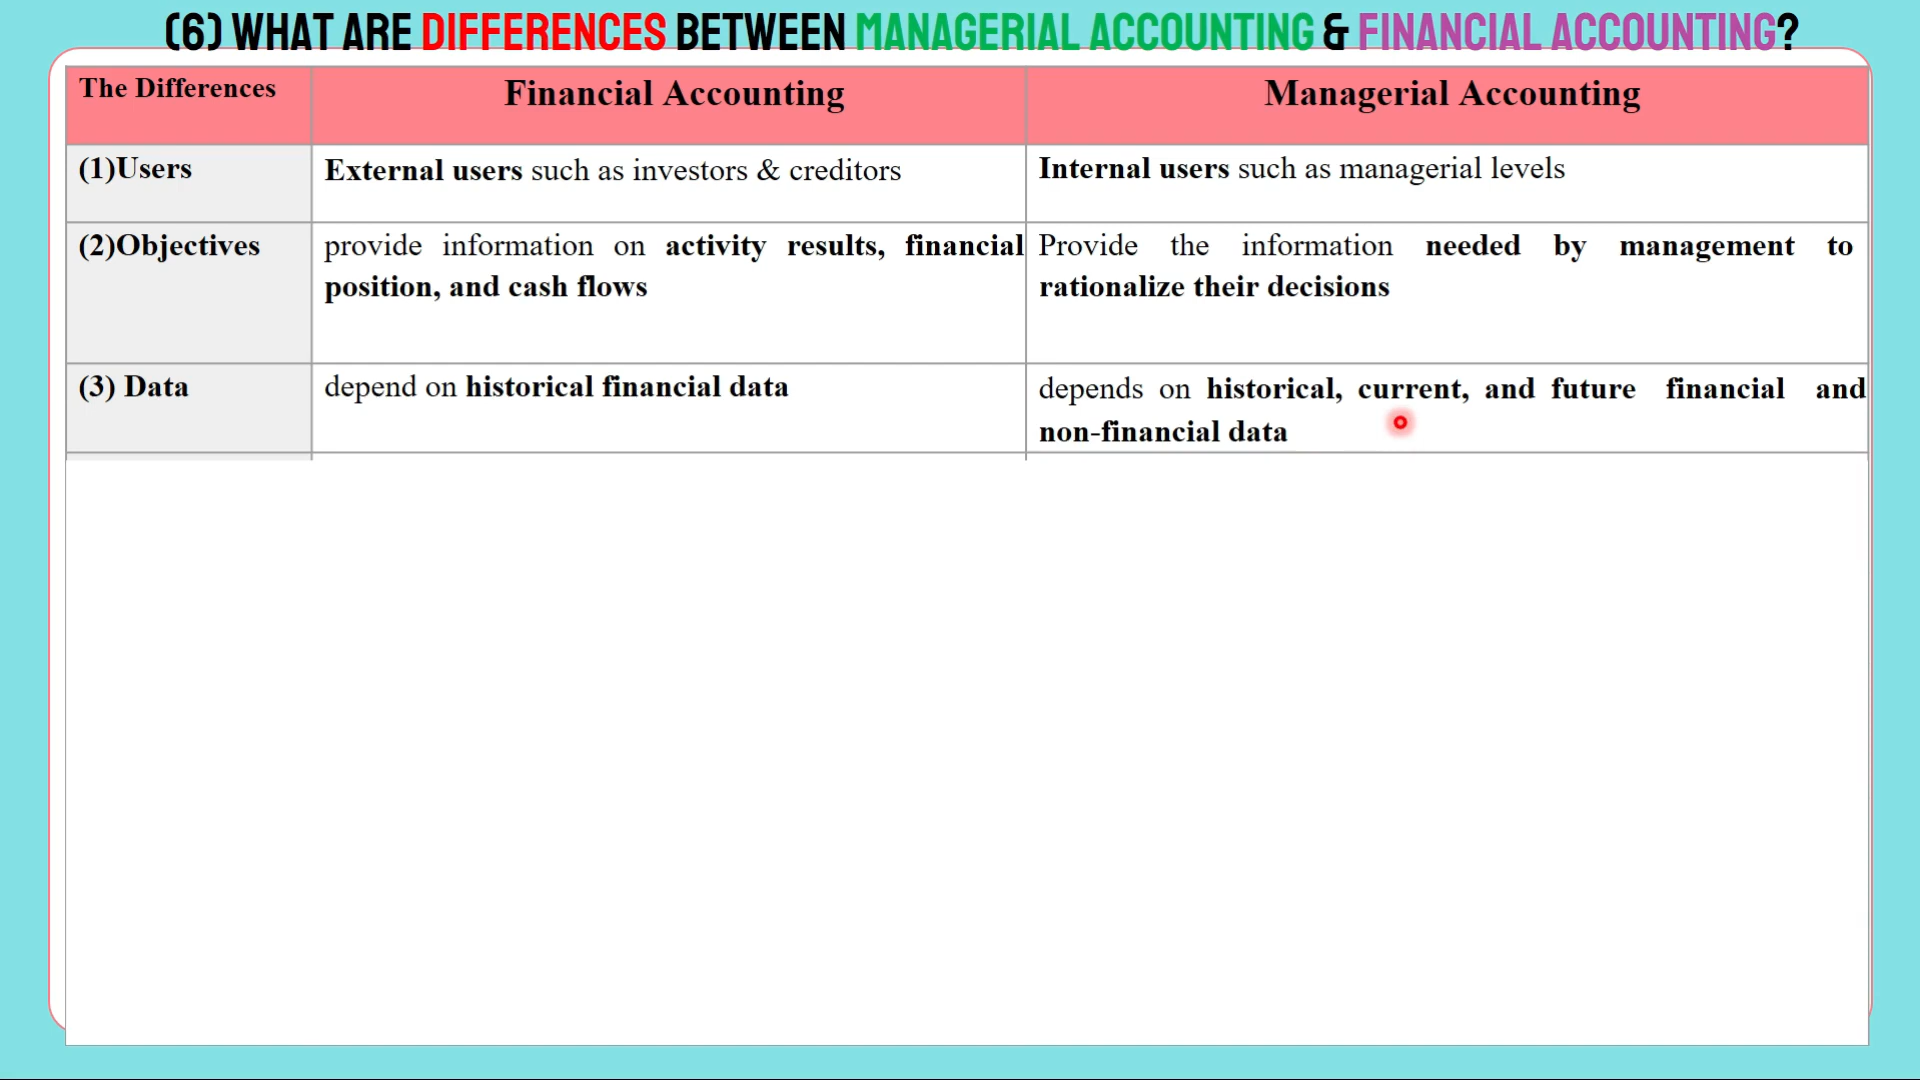 (6) WHAT ARE DIFFERENCES BETWEEN MANAGERIAL ACCOUNTING & FINANCIAL ACCOUNTING?
The Differences
Financial Accounting
Managerial Accounting
(1)Users
External users such as investors & creditors
Internal users such as managerial levels
(2)Objectives
provide information on activity results, financial
position, and cash flows
Provide the information needed by management to
rationalize their decisions
(3) Data
depend on historical financial data
depends on historical, current, and future financial and
non-financial data